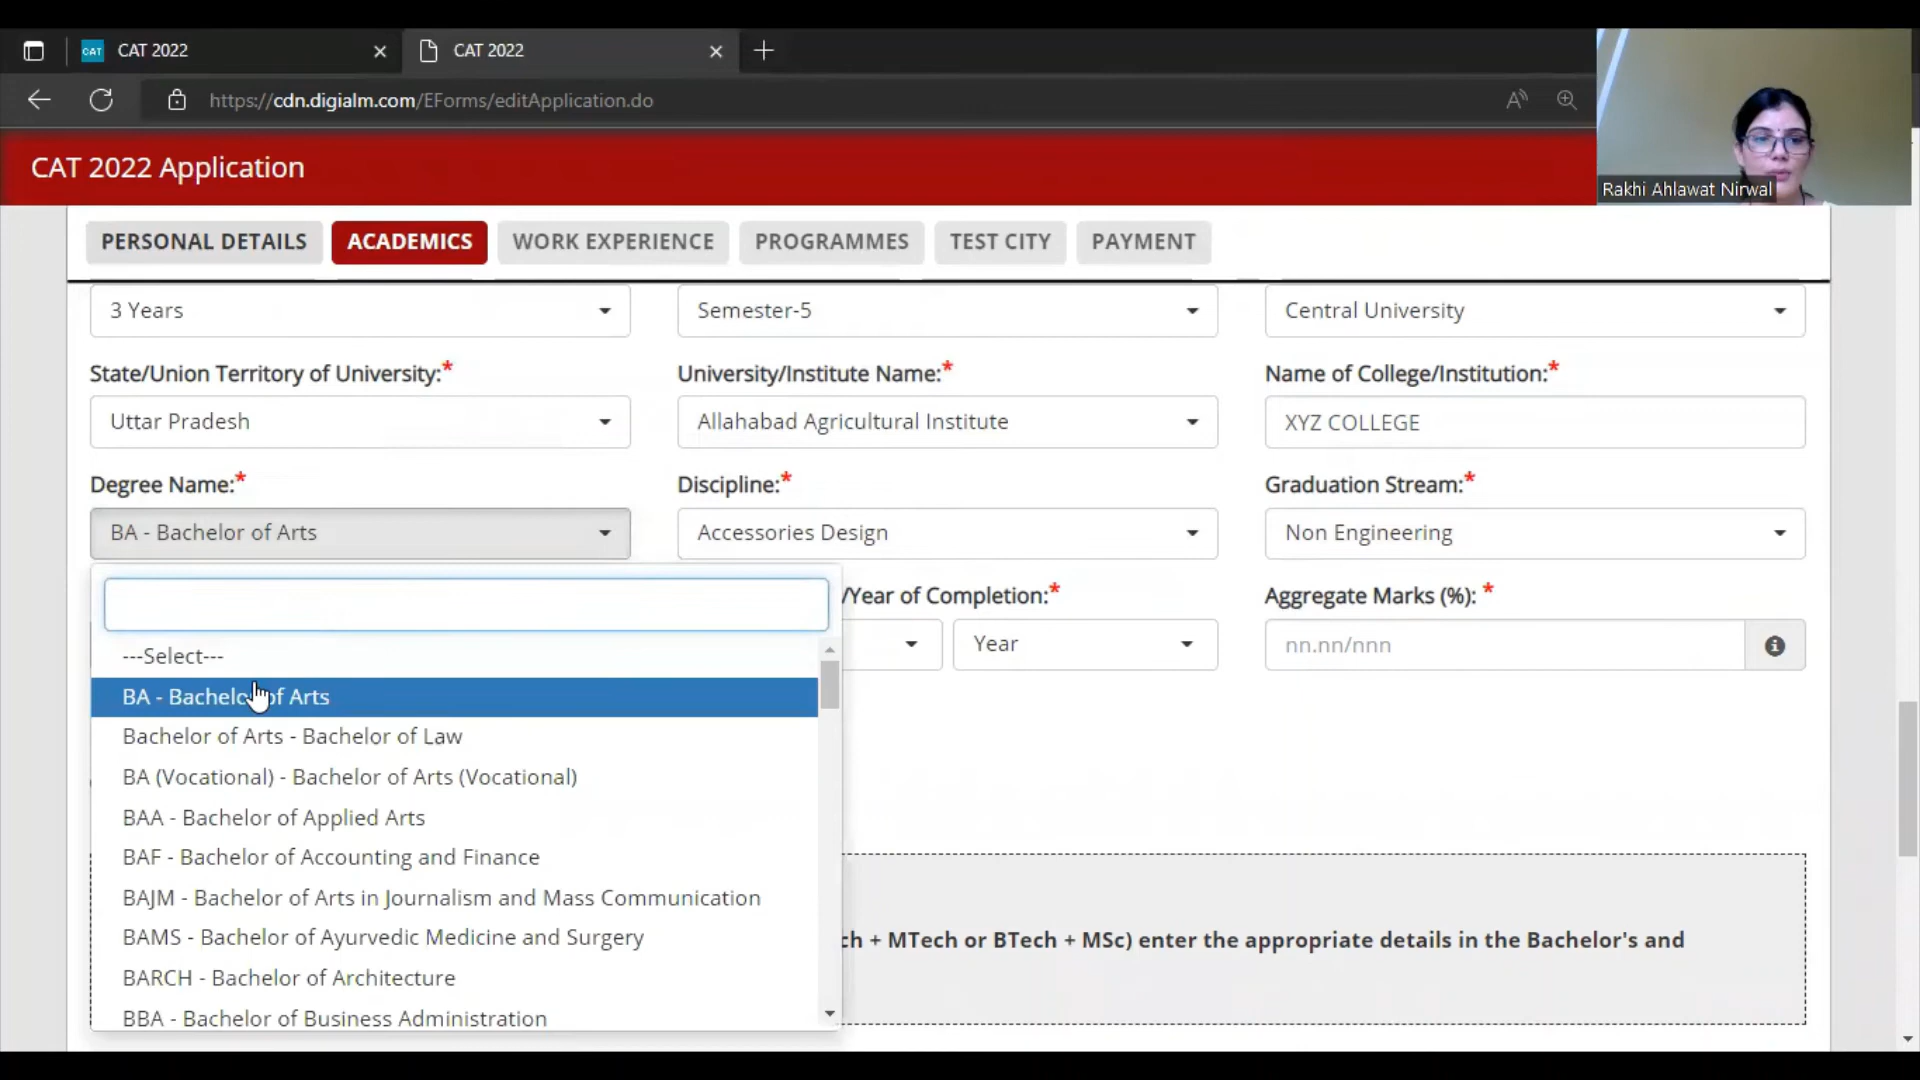 CAT CAT 2022
CAT 2022
https://cdn.digialm.com/EForms/editApplication.do
CAT 2022 Application
Rakhi Ahlawat Nirwal
PERSONAL DETAILS
ACADEMICS
WORK EXPERIENCE
PROGRAMMES
TEST CITY
PAYMENT
3 Years
Semester-5
Central University
State/Union Territory of University:*
University/Institute Name:*
Name of College/Institution:*
Uttar Pradesh
Allahabad Agricultural Institute
XYZ COLLEGE
Degree Name:*
Discipline:*
Graduation Stream:*
BA - Bachelor of Arts
Accessories Design
Non Engineering
/Year of Completion:*
Aggregate Marks (%): *
Year
nn.nn/nnn
---Select---
BA - Bachelor of Arts
Bachelor of Arts - Bachelor of Law
BA (Vocational) - Bachelor of Arts (Vocational)
BAA - Bachelor of Applied Arts
BAF - Bachelor of Accounting and Finance
BAJM - Bachelor of Arts in Journalism and Mass Communication
BAMS - Bachelor of Ayurvedic Medicine and Surgery
BARCH - Bachelor of Architecture
BBA - Bachelor of Business Administration
ch + MTech or BTech + MSc) enter the appropriate details in the Bachelor's and